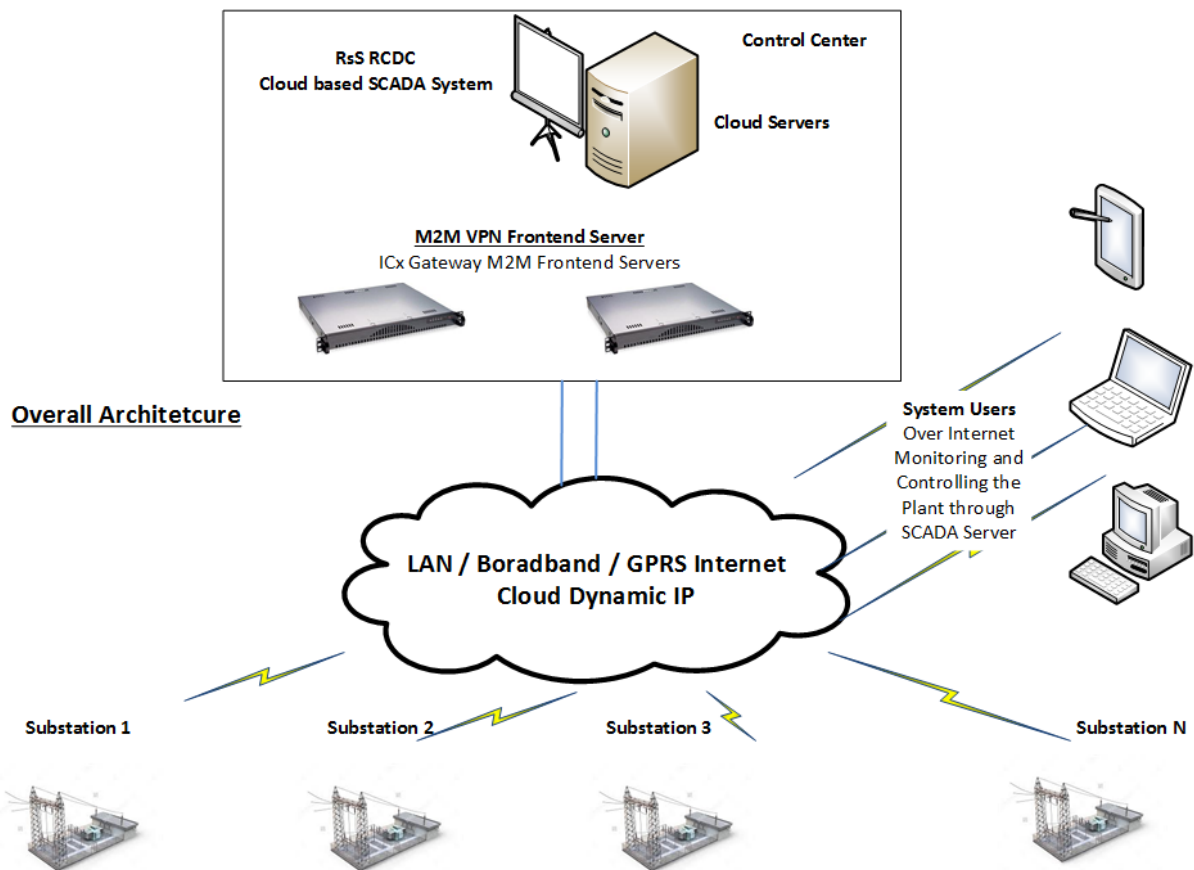 RsS RCDC
Cloud based SCADA System
Control Center
Cloud Servers
M2M VPN Frontend Server
ICx Gateway M2M Frontend Servers
Overall Architetcure
System Users
Over Internet
Monitoring and
Controlling the
Plant through
SCADA Server
LAN / Boradband / GPRS Internet
Cloud Dynamic IP
Substation 1
Substation 2
Substation 3
Substation N